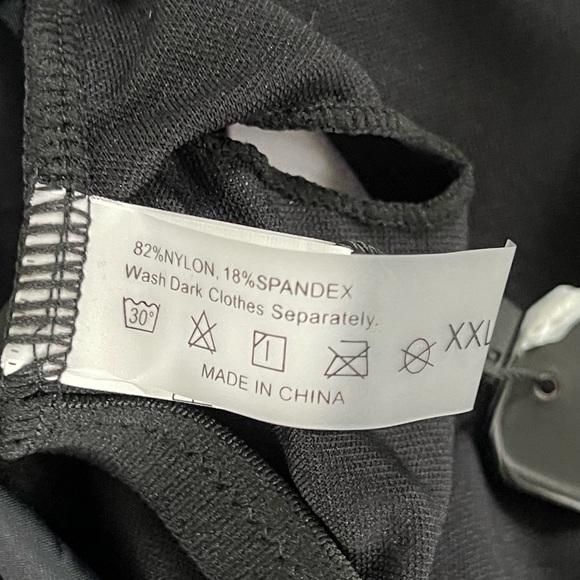 82%NYLON, 18%SPANDEX
Wash Dark Clothes Separately.
30°
XXL
MADE IN CHINA